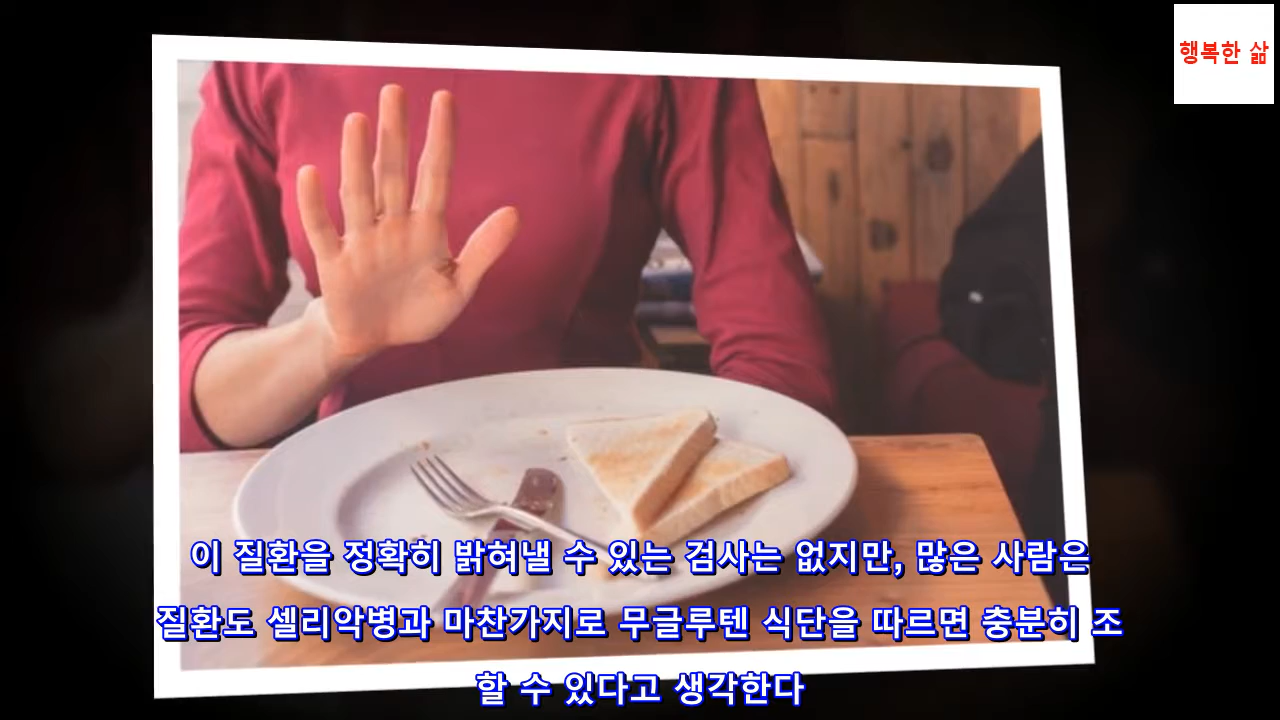 행복한 삶
이 질환을 정확히 밝혀낼 수 있는 검사는 없지만, 많은 사람은
질환도 셀리악병과 마찬가지로 무글루텐 식단을 따르면 충분히 조
할 수 있다고 생각한다